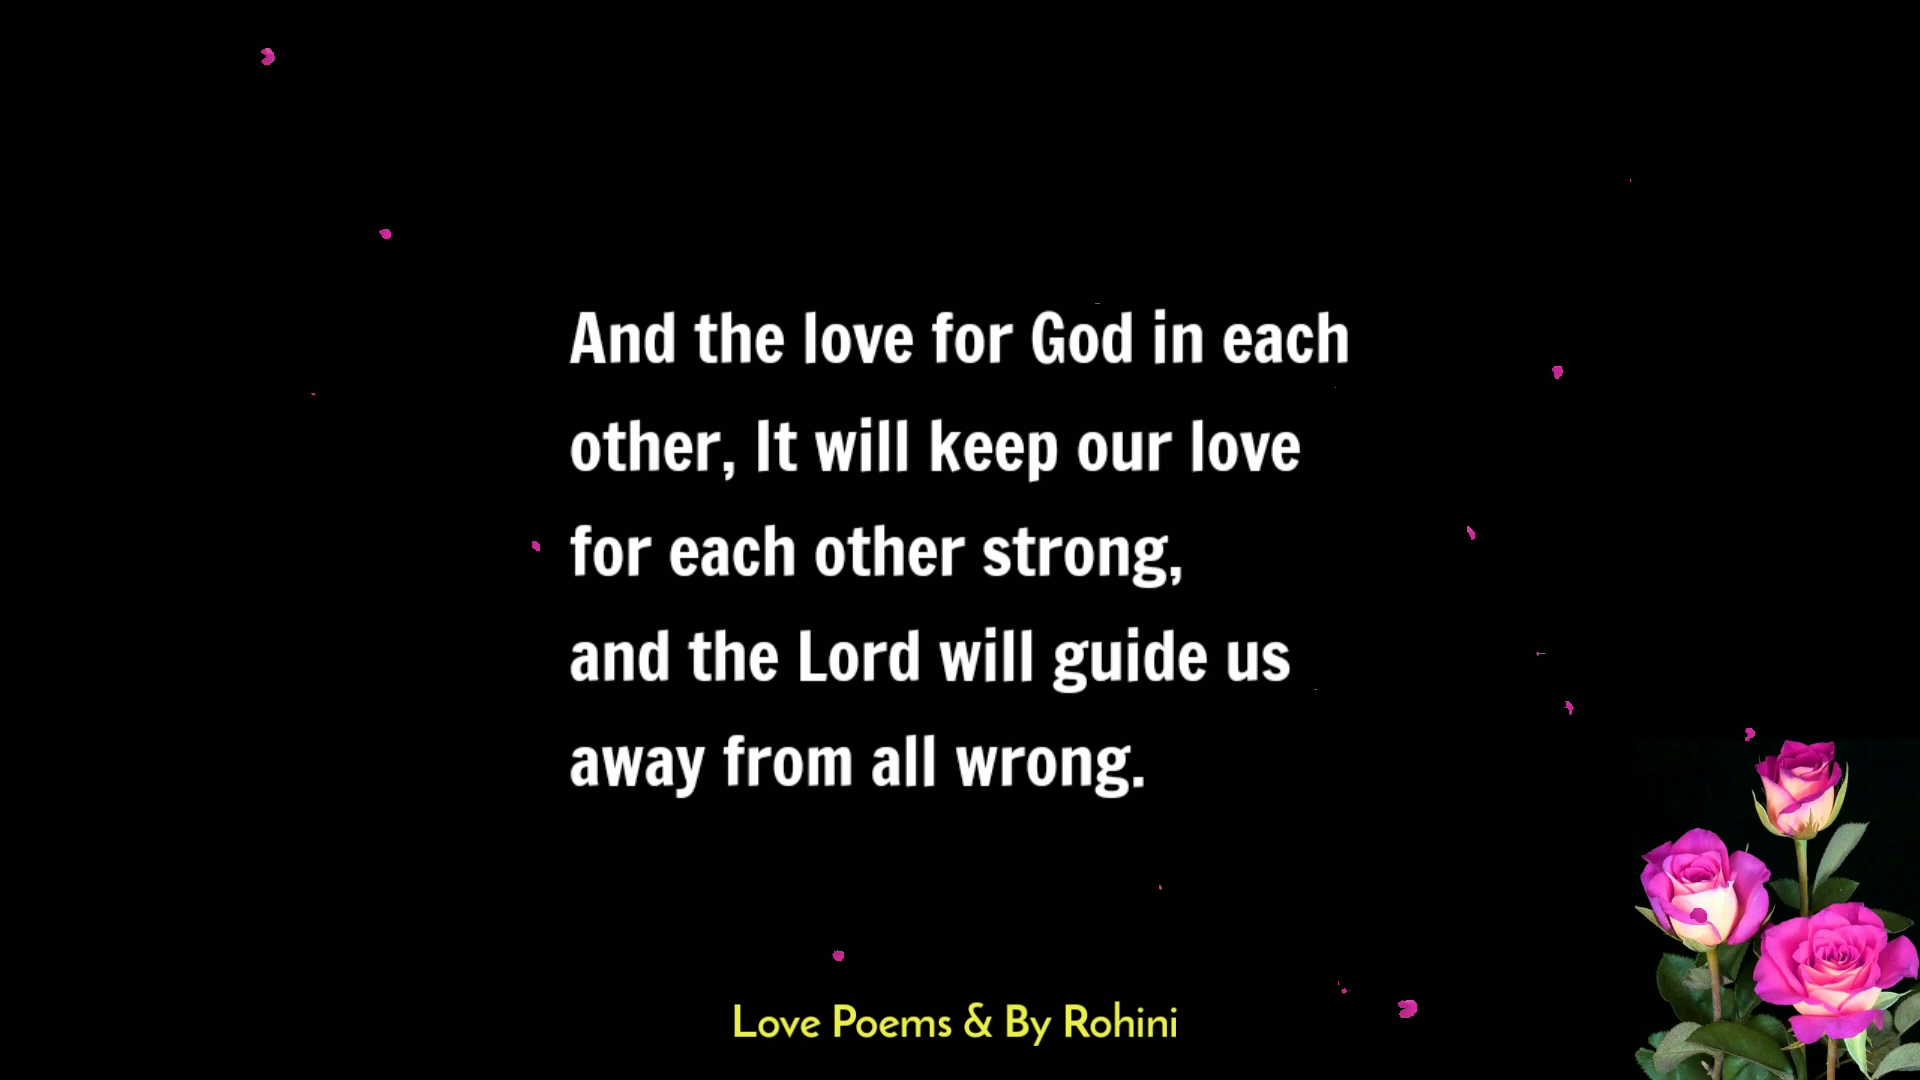 And the love for God in each
other, It will keep our love
for each other strong,
and the Lord will guide us
away from all wrong.
Love Poems & By Rohini